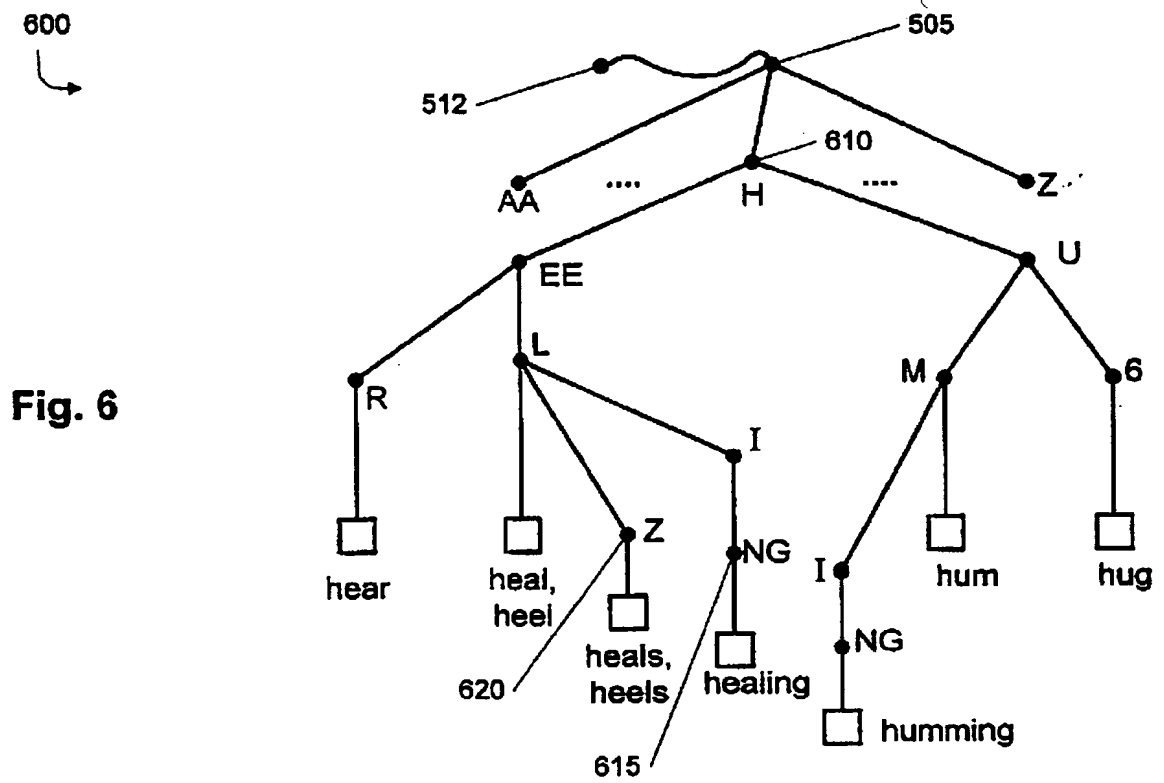 600
505
512
610
AA
....
H
....
Z
EE
U
L
R
M
6
Fig. 6
I
Z
NG
I
hear
heal,
heel
hum
hug
NG
heals,
heels
healing
620
humming
615